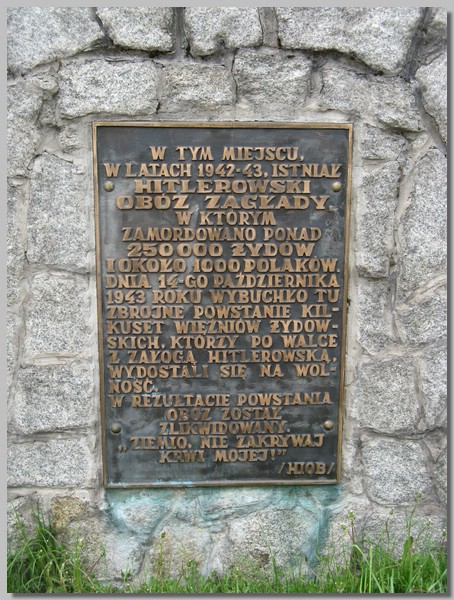 W TYM MIEJSCU,
W LATACH 1942-43, ISTNIAŁ
HITLEROWSKI
OBÓZ ZAGŁADY,
W KTÓRYM
ZAMORDOWANO PONAD
250 000 ŻYDÓW
I OKOŁO 1000 POLAKÓW.
DNIA 14-GO PAŹDZIERNIKA
1943 ROKU WYBUCHŁO TU
ZBROJNE POWSTANIE KIL-
KUSET WIĘŹNIÓW ŻYDOW-
SKICH, KTÓRZY PO WALCE
Z ZAŁOGĄ HITLEROWSKĄ,
WYDOSTALI SIĘ NA WOL-
NOŚĆ.
W REZULTACIE POWSTANIA
OBÓZ ZOSTAŁ
ZLIKWIDOWANY.
„ZIEMIO, NIE ZAKRYWAJ
KRWI MOJEJ!"
/HIOB/